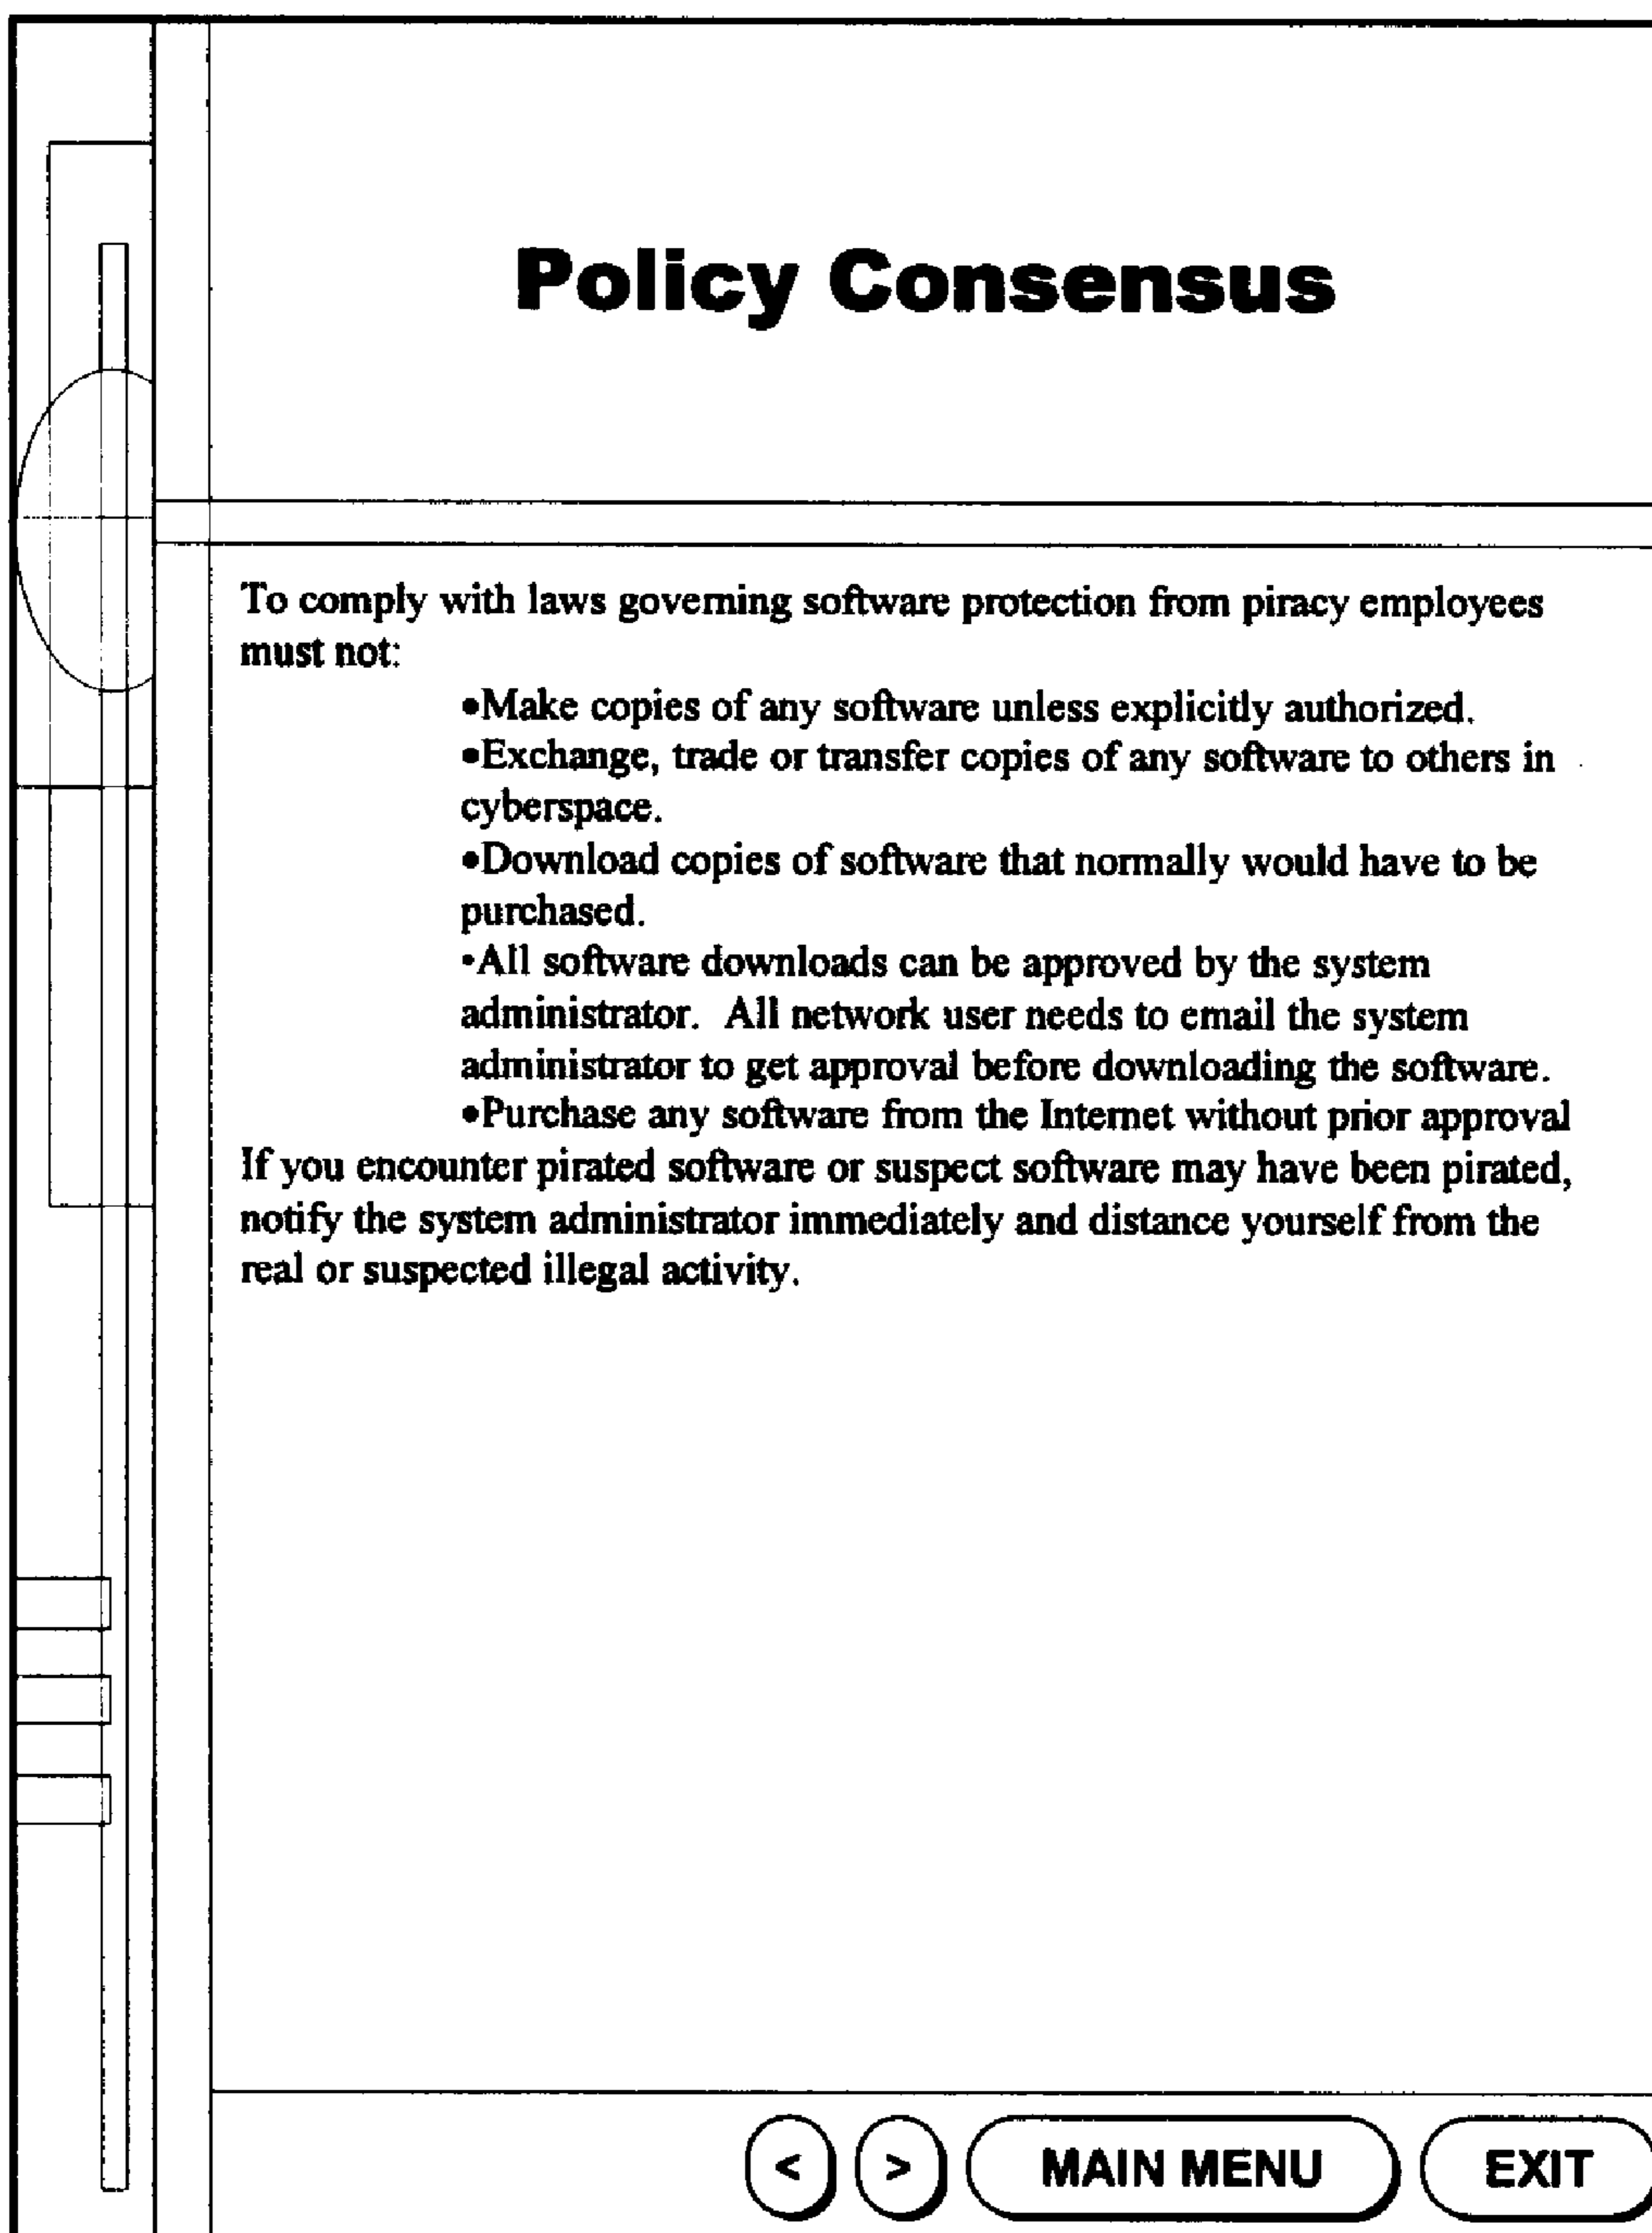 Policy Consensus
To comply with laws governing software protection from piracy employees
must not:
•Make copies of any software unless explicitly authorized.
•Exchange, trade or transfer copies of any software to others in
cyberspace.
•Download copies of software that normally would have to be
purchased.
•All software downloads can be approved by the system
administrator.  All network user needs to email the system
administrator to get approval before downloading the software.
•Purchase any software from the Internet without prior approval
If you encounter pirated software or suspect software may have been pirated,
notify the system administrator immediately and distance yourself from the
real or suspected illegal activity.
< > MAIN MENU EXIT